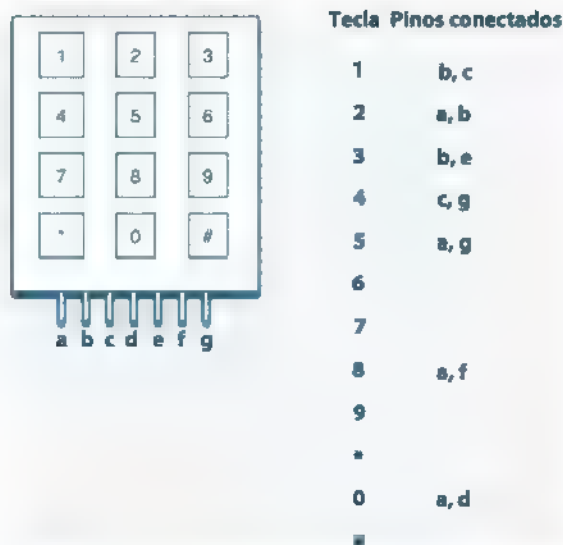 1 2 3
4 5 6
7 8 9
* 0 #
a b c d e f g
Tecla Pinos conectados
1 b, c
2 a, b
3 b, e
4 c, g
5 a, g
6
7
8 a, f
9
*
0 a, d